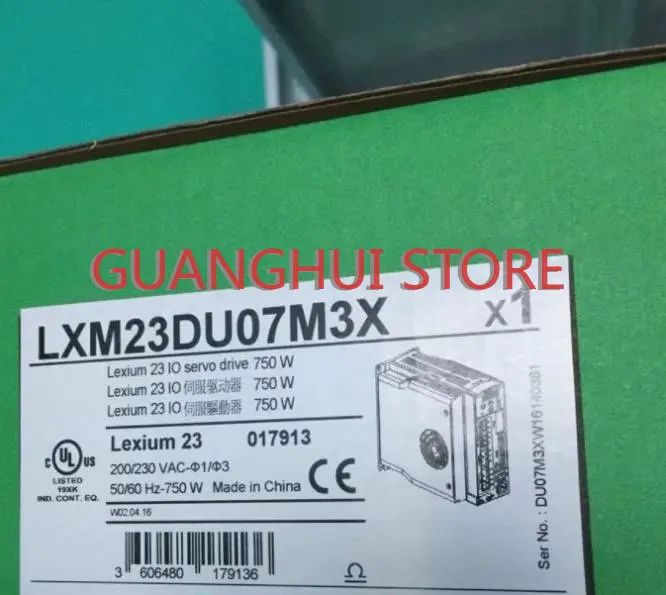 GUANGHUI STORE
LXM23DU07M3X x1
Lexium 23 IO servo drive 750 W
Lexium 23 IO 伺服驱动器 750 W
Lexium 23 IO 伺服驅動器 750 W
Lexium 23 017913
200/230 VAC-Φ1/Φ3
50/60 Hz-750 W Made in China CE
C UL US
LISTED
19XK
IND. CONT. EQ.
W02.04.16
3 606480 179136
Ser No. : DU07M3XW16140381